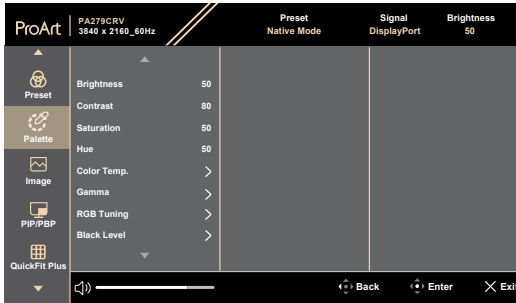 ProArt
PA279CRV
3840 x 2160_60Hz
Preset
Native Mode
Signal
DisplayPort
Brightness
50
Preset
Palette
Image
PIP/PBP
QuickFit Plus
Brightness 50
Contrast 80
Saturation 50
Hue 50
Color Temp.
Gamma
RGB Tuning
Black Level
Back
Enter
Exit